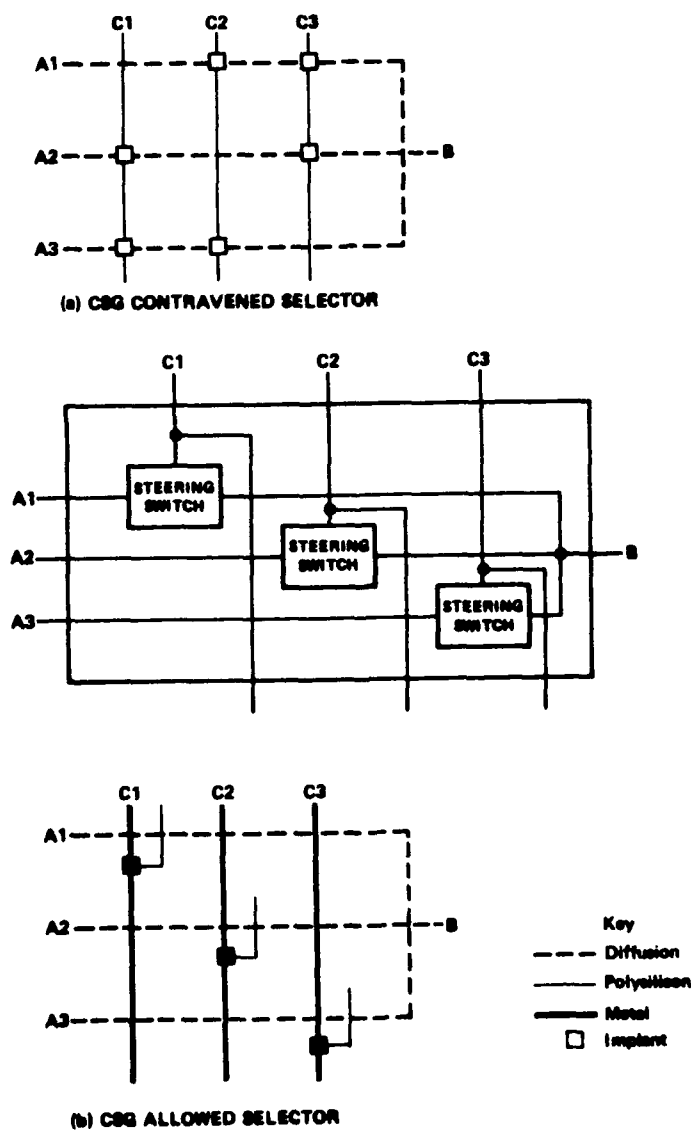 C1 C2 C3
A1
A2 B
A3
(a) CSG CONTRAVENED SELECTOR
C1 C2 C3
A1 STEERING SWITCH
A2 STEERING SWITCH B
A3 STEERING SWITCH
C1 C2 C3
A1
A2 B
A3
Key
Diffusion
Polysilicon
Metal
Implant
(b) CSG ALLOWED SELECTOR